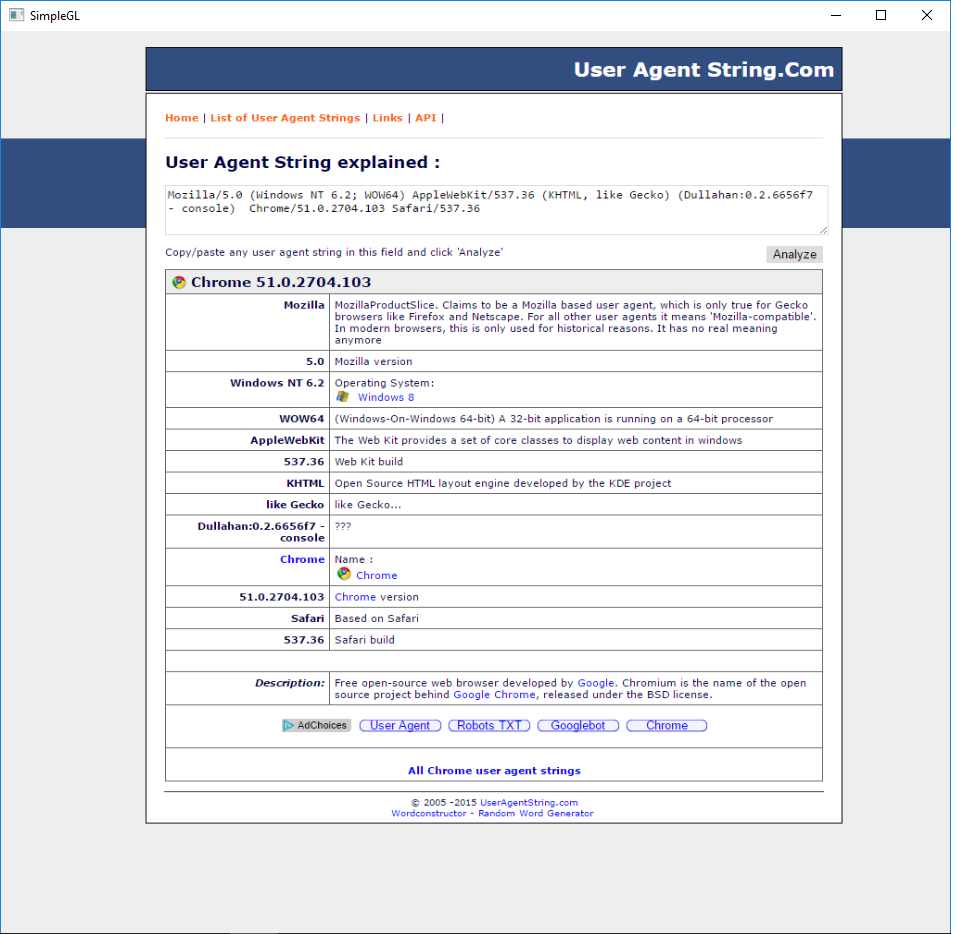 SimpleGL
User Agent String.Com
Home | List of User Agent Strings | Links | API |
User Agent String explained :
Mozilla/5.0 (Windows NT 6.2; WOW64) AppleWebKit/537.36 (KHTML, like Gecko) (Dullahan:0.2.6656f7
- console)  Chrome/51.0.2704.103 Safari/537.36
Copy/paste any user agent string in this field and click 'Analyze'
Analyze
Chrome 51.0.2704.103
Mozilla MozillaProductSlice. Claims to be a Mozilla based user agent, which is only true for Gecko
browsers like Firefox and Netscape. For all other user agents it means 'Mozilla-compatible'.
In modern browsers, this is only used for historical reasons. It has no real meaning
anymore
5.0 Mozilla version
Windows NT 6.2 Operating System:
Windows 8
WOW64 (Windows-On-Windows 64-bit) A 32-bit application is running on a 64-bit processor
AppleWebKit The Web Kit provides a set of core classes to display web content in windows
537.36 Web Kit build
KHTML Open Source HTML layout engine developed by the KDE project
like Gecko like Gecko...
Dullahan:0.2.6656f7 - ???
console
Chrome Name :
Chrome
51.0.2704.103 Chrome version
Safari Based on Safari
537.36 Safari build
Description: Free open-source web browser developed by Google. Chromium is the name of the open
source project behind Google Chrome, released under the BSD license.
AdChoices User Agent Robots TXT Googlebot Chrome
All Chrome user agent strings
© 2005 -2015 UserAgentString.com
Wordconstructor - Random Word Generator